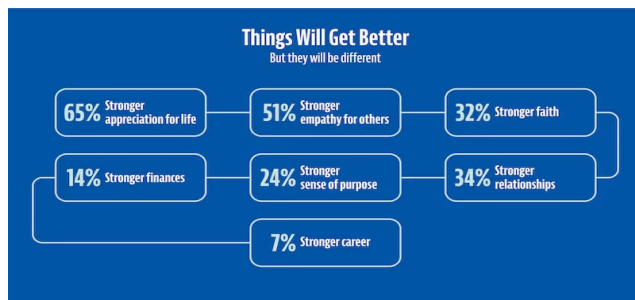 Things Will Get Better
But they will be different
65% Stronger
appreciation for life
51% Stronger
empathy for others
32% Stronger faith
14% Stronger finances
24% Stronger
sense of purpose
34% Stronger
relationships
7% Stronger career